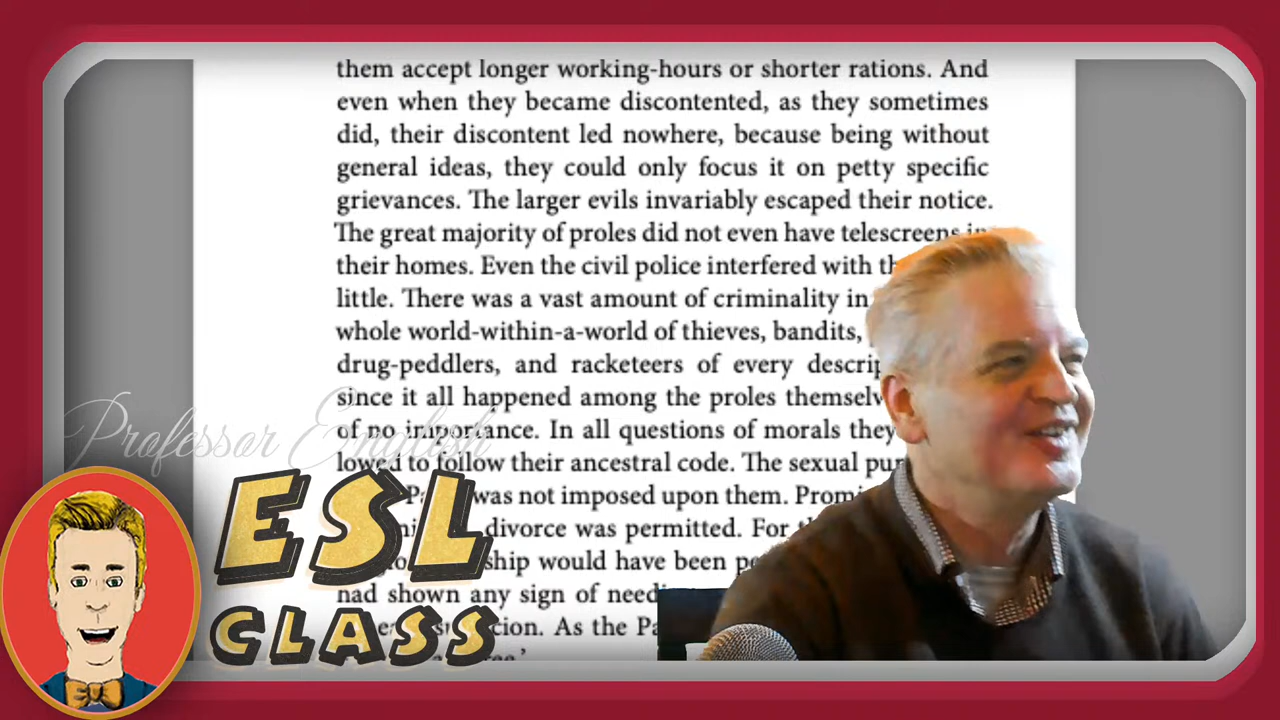 them accept longer working-hours or shorter rations. And
even when they became discontented, as they sometimes
did, their discontent led nowhere, because being without
general ideas, they could only focus it on petty specific
grievances. The larger evils invariably escaped their notice.
The great majority of proles did not even have telescreens in
their homes. Even the civil police interfered with
little. There was a vast amount of criminality in
whole world-within-a-world of thieves, bandits,
drug-peddlers, and racketeers of every
since it all happened among the proles
of no importance. In all questions of morals they
lowed to follow their ancestral code. The sexual
was not imposed upon them.
divorce was permitted. For
would have been
had shown any sign of
As the
Professor English
ESL
CLASS